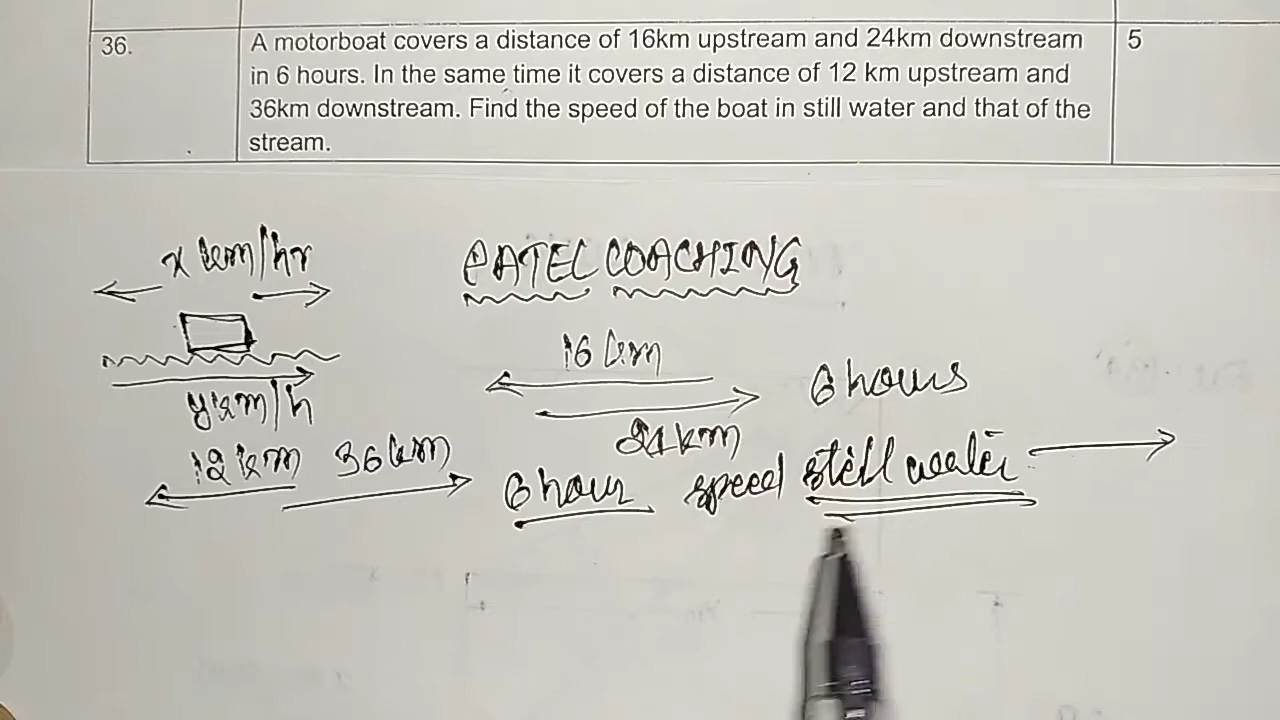 36.
A motorboat covers a distance of 16km upstream and 24km downstream
in 6 hours. In the same time it covers a distance of 12 km upstream and
36km downstream. Find the speed of the boat in still water and that of the
stream.
5
x km/hr
PATEL COACHING
16 km
6 hours
y km/h
24 km
12 km 36 km
6 hour speed still water